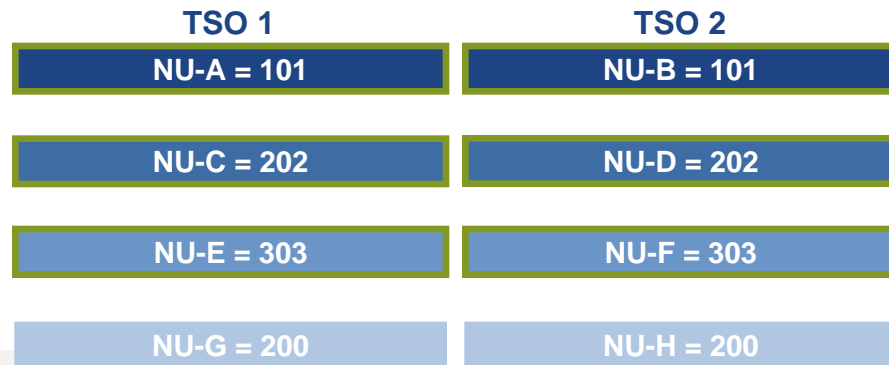 TSO 1 TSO 2
NU-A = 101 NU-B = 101
NU-C = 202 NU-D = 202
NU-E = 303 NU-F = 303
NU-G = 200 NU-H = 200